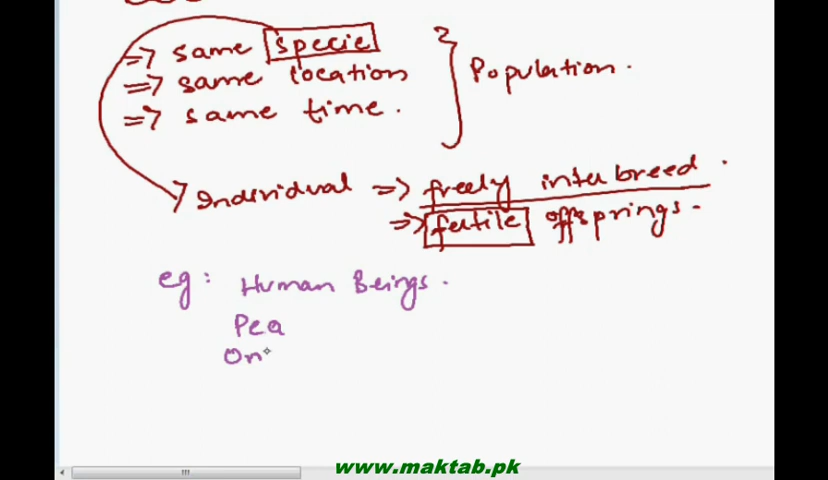 => same specie
=> same location
=> same time.
} Population.
Individual => freely interbreed.
=> fertile offsprings.
eg: Human Beings.
Pea
On
www.maktab.pk